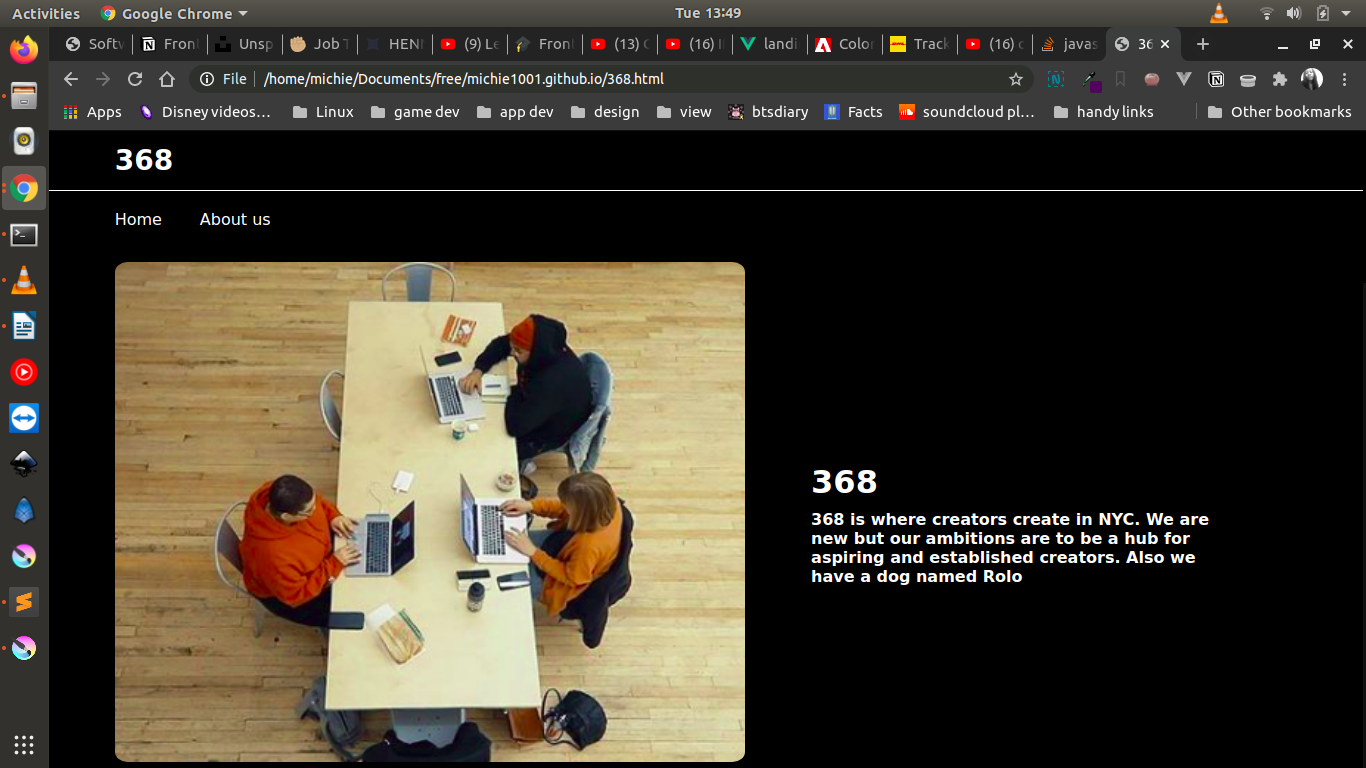 Activities
Google Chrome
Tue 13:49
Softw
Front
Unsp
Job T
HENN
(9) Le
Front
(13) C
(16) I
landi
Color
Track
(16) c
javas
36
File
/home/michie/Documents/free/michie1001.github.io/368.html
Apps
Disney videos...
Linux
game dev
app dev
design
view
btsdiary
Facts
soundcloud pl...
handy links
Other bookmarks
368
Home
About us
368
368 is where creators create in NYC. We are
new but our ambitions are to be a hub for
aspiring and established creators. Also we
have a dog named Rolo